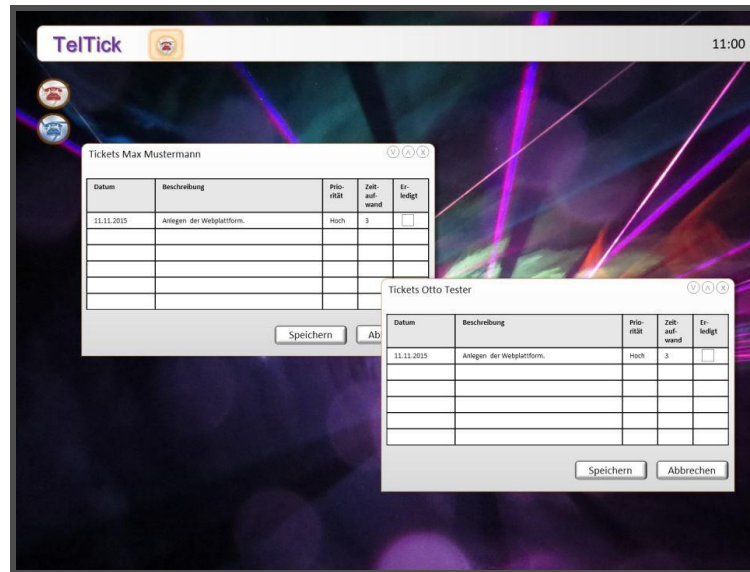 TelTick
11:00
Tickets Max Mustermann
V Λ X
Datum Beschreibung Prio- Zeit- Er-
rität auf- ledigt
wand
11.11.2015 Anlegen der Webplattform. Hoch 3
Speichern Ab
Tickets Otto Tester
V Λ X
Datum Beschreibung Prio- Zeit- Er-
rität auf- ledigt
wand
11.11.2015 Anlegen der Webplattform. Hoch 3
Speichern Abbrechen